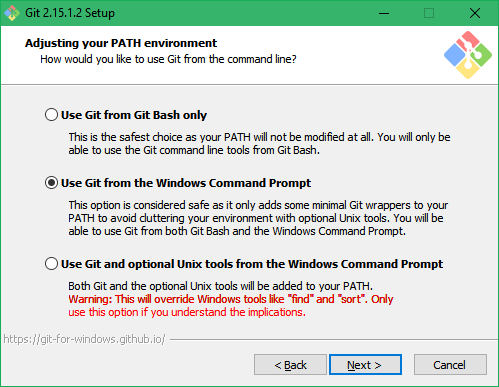 Git 2.15.1.2 Setup
Adjusting your PATH environment
How would you like to use Git from the command line?
Use Git from Git Bash only
This is the safest choice as your PATH will not be modified at all. You will only be
able to use the Git command line tools from Git Bash.
Use Git from the Windows Command Prompt
This option is considered safe as it only adds some minimal Git wrappers to your
PATH to avoid cluttering your environment with optional Unix tools. You will be
able to use Git from both Git Bash and the Windows Command Prompt.
Use Git and optional Unix tools from the Windows Command Prompt
Both Git and the optional Unix tools will be added to your PATH.
Warning: This will override Windows tools like "find" and "sort". Only
use this option if you understand the implications.
https://git-for-windows.github.io/
< Back Next > Cancel